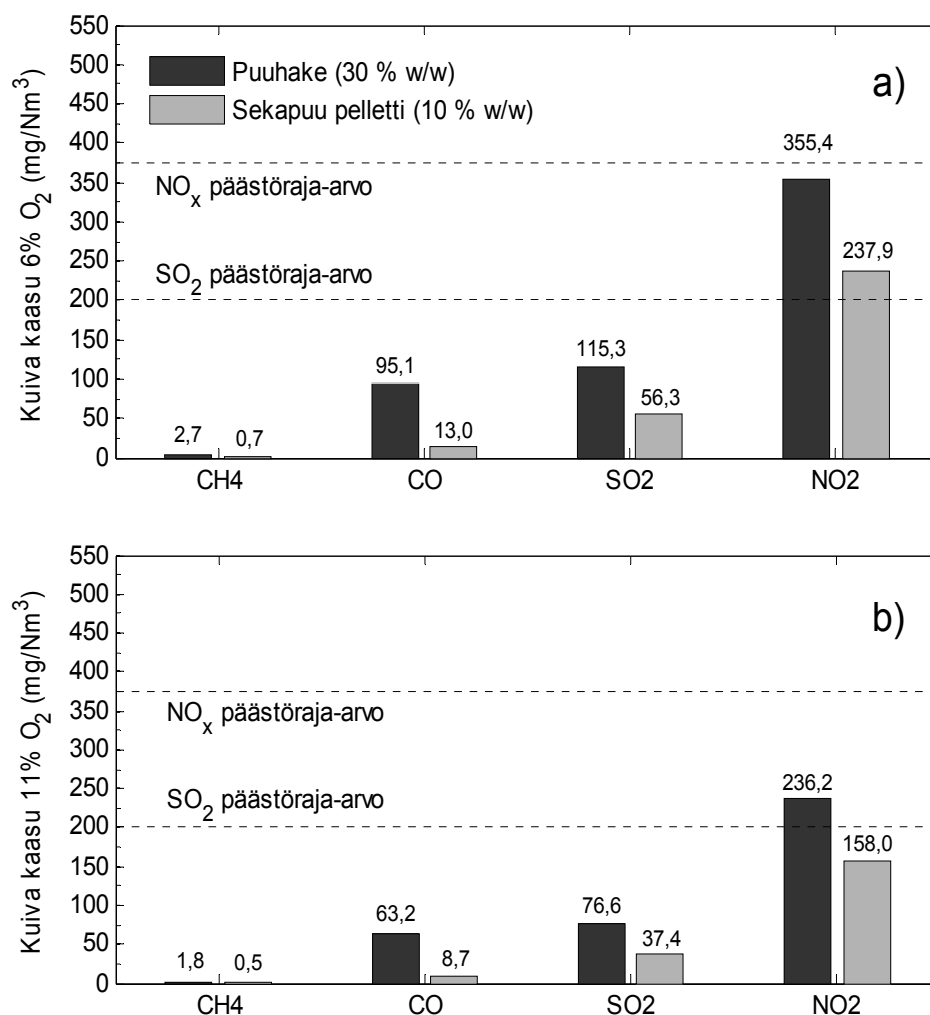 550
500
450
400
350
300
250
200
150
100
50
0
Kuiva kaasu 6% O2 (mg/Nm3)
Puuhake (30 % w/w)
Sekapuu pelletti (10 % w/w)
a)
NOx päästöraja-arvo
SO2 päästöraja-arvo
2,7
0,7
95,1
13,0
115,3
56,3
355,4
237,9
CH4
CO
SO2
NO2
550
500
450
400
350
300
250
200
150
100
50
0
Kuiva kaasu 11% O2 (mg/Nm3)
b)
NOx päästöraja-arvo
SO2 päästöraja-arvo
1,8
0,5
63,2
8,7
76,6
37,4
236,2
158,0
CH4
CO
SO2
NO2